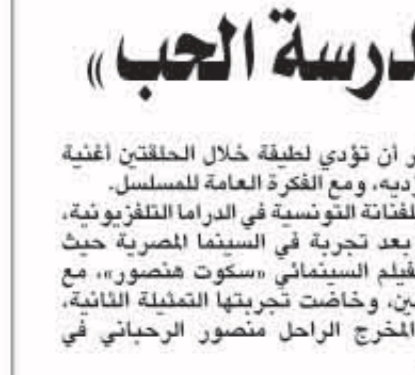 درسة الحب»
ر أن تؤدي لطيفة خلال الحلقتين أغنية
ديه، ومع الفكرة العامة للمسلسل.
لفنانة التونسية في الدراما التلفزيونية،
بعد تجربة في السينما المصرية حيث
فيلم السينمائي «سكوت هنصور»، مع
ين، وخاضت تجربتها التمثيلة الثانية،
المخرج الراحل منصور الرحباني في